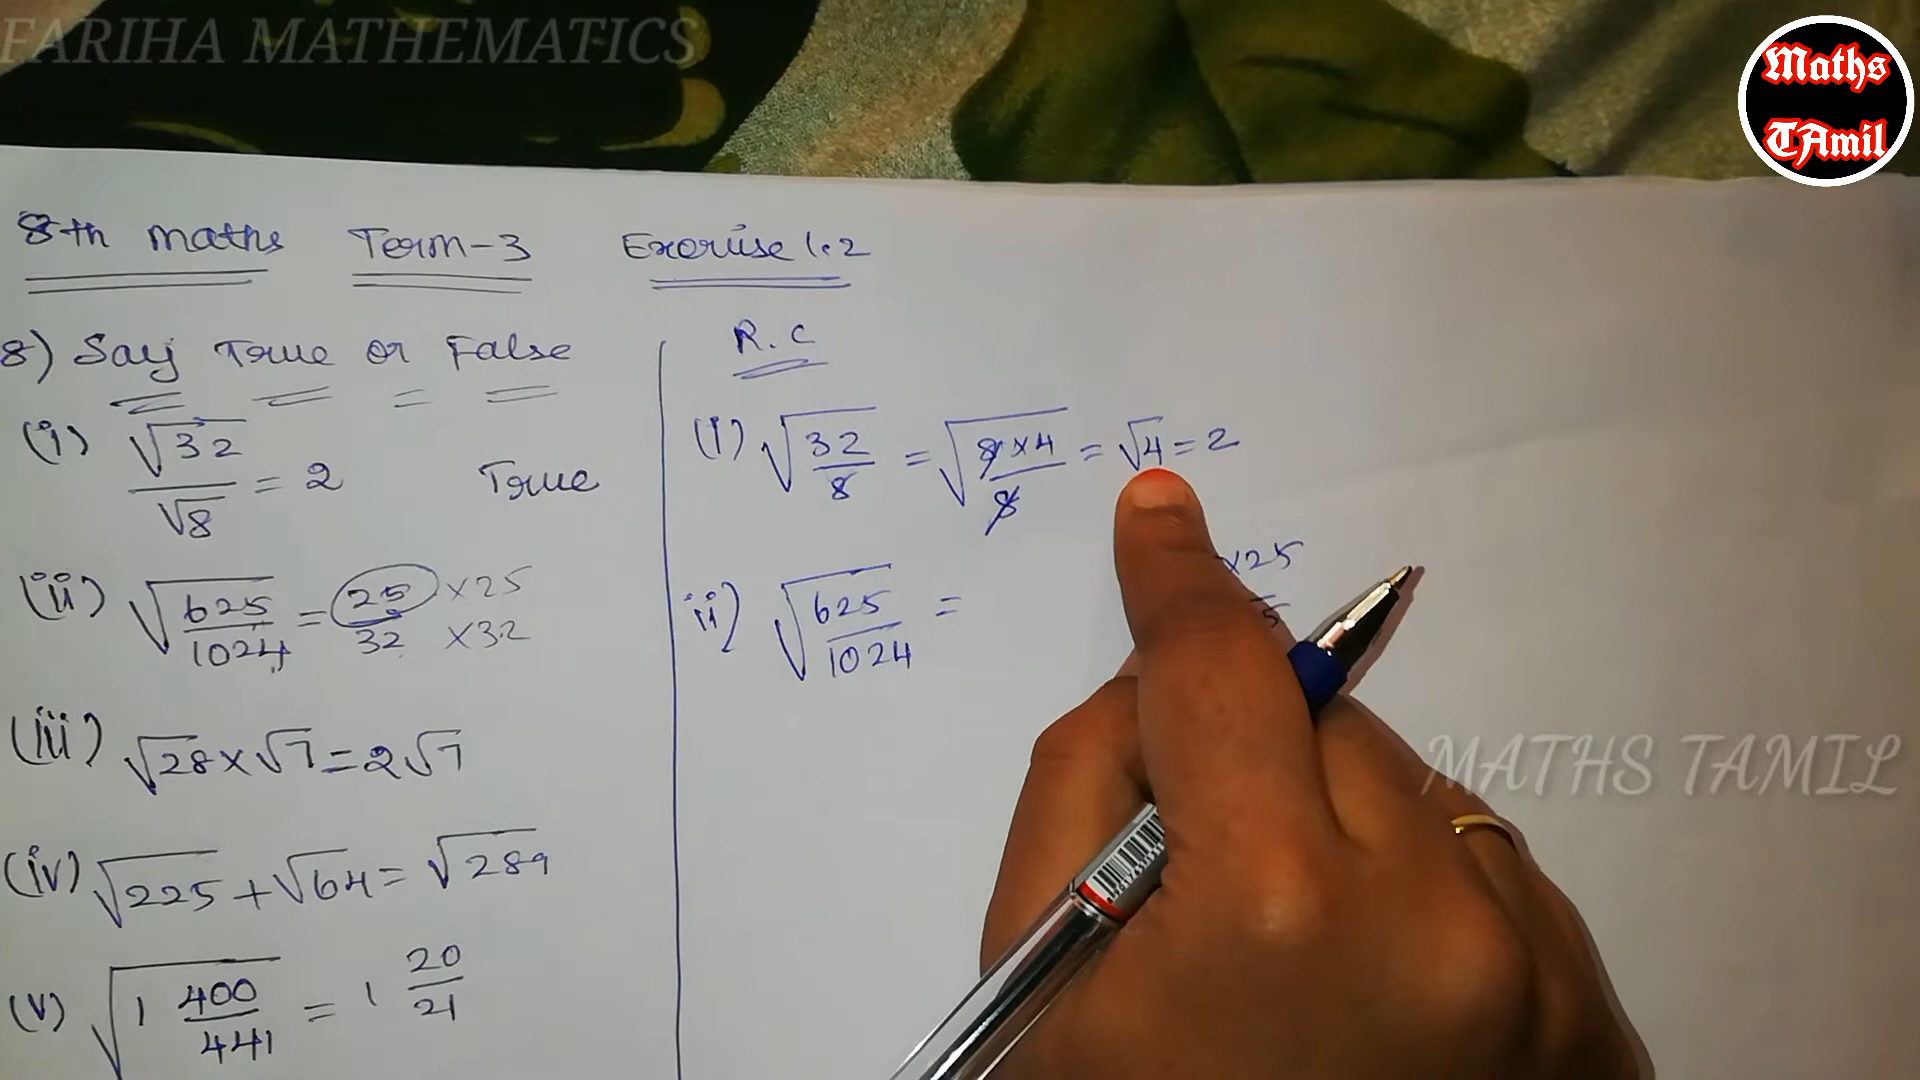 FARIHA MATHEMATICS
Maths
TAmil
8th maths Term-3 Exercise 1.2
8) Say True or False
(i) √32/√8 = 2 True
(ii) √625/1024 = 25/32 ×25 ×32
(iii) √28×√7=2√7
(iv) √225+√64=√289
(v) √1 400/441 = 1 20/21
R.C
(i) √32/8 = √8×4/8 = √4=2
ii) √625/1024 =
×25
5
MATHS TAMIL